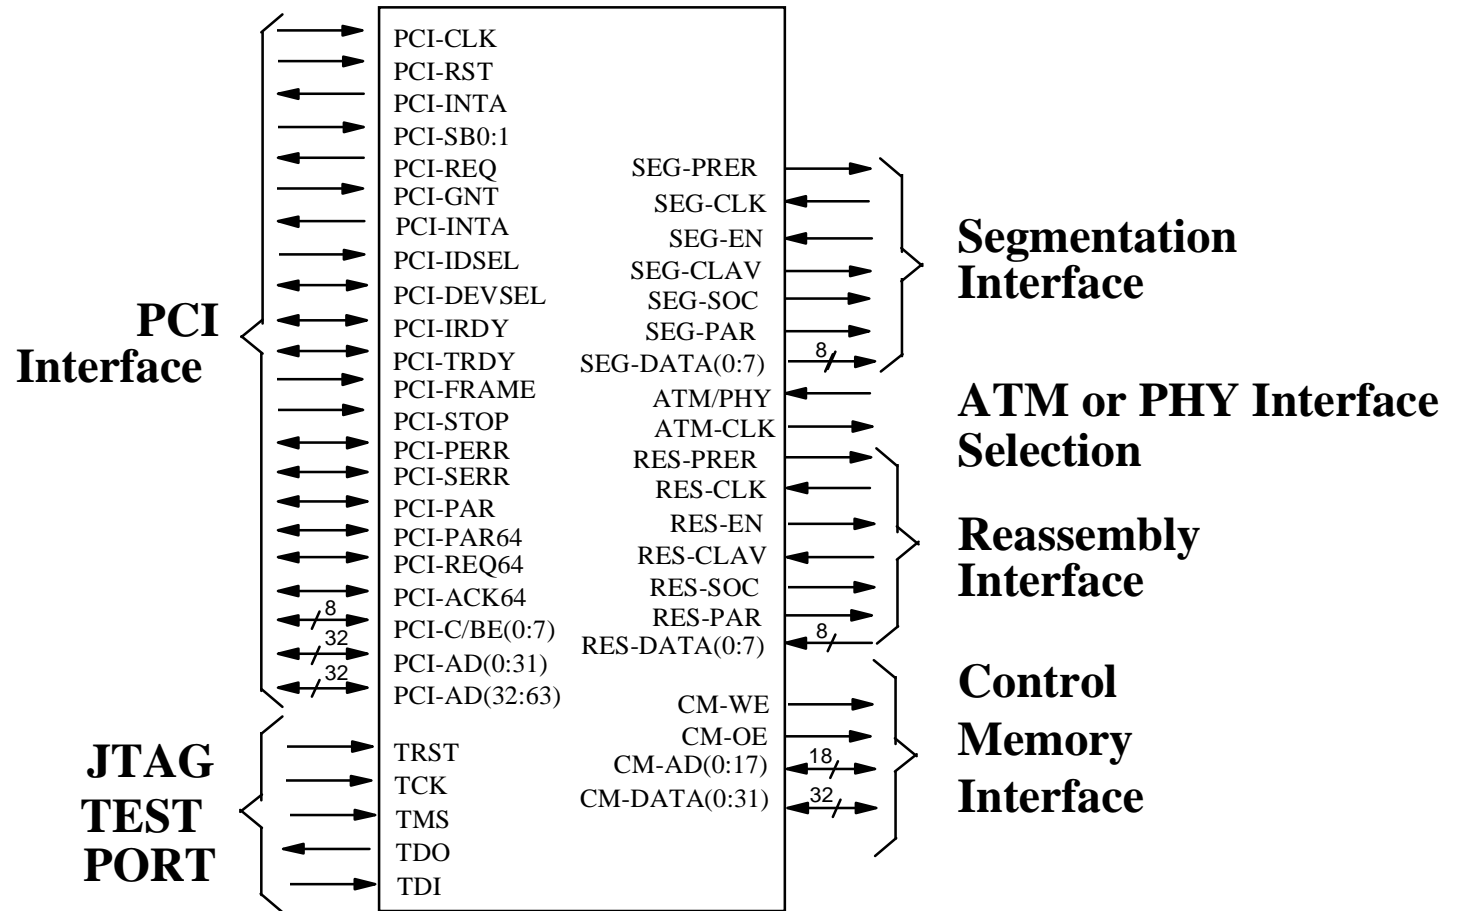 PCI
Interface
JTAG
TEST
PORT
PCI-CLK
PCI-RST
PCI-INTA
PCI-SB0:1
PCI-REQ
PCI-GNT
PCI-INTA
PCI-IDSEL
PCI-DEVSEL
PCI-IRDY
PCI-TRDY
PCI-FRAME
PCI-STOP
PCI-PERR
PCI-SERR
PCI-PAR
PCI-PAR64
PCI-REQ64
PCI-ACK64
8
PCI-C/BE(0:7)
32
PCI-AD(0:31)
32
PCI-AD(32:63)
TRST
TCK
TMS
TDO
TDI
SEG-PRER
SEG-CLK
SEG-EN
SEG-CLAV
SEG-SOC
SEG-PAR
SEG-DATA(0:7) 8
ATM/PHY
ATM-CLK
RES-PRER
RES-CLK
RES-EN
RES-CLAV
RES-SOC
RES-PAR
RES-DATA(0:7) 8
CM-WE
CM-OE
CM-AD(0:17) 18
CM-DATA(0:31) 32
Segmentation
Interface
ATM or PHY Interface
Selection
Reassembly
Interface
Control
Memory
Interface